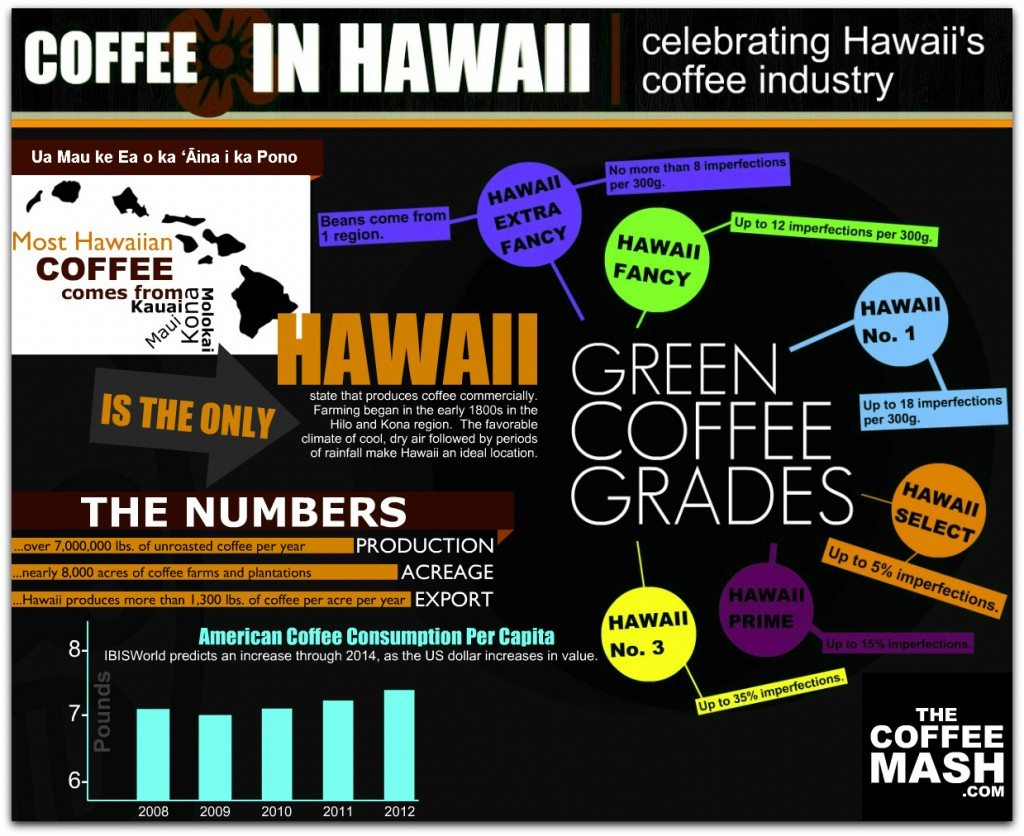 COFFEE IN HAWAII
celebrating Hawaii's
coffee industry
Ua Mau ke Ea o ka ‘Āina i ka Pono
Most Hawaiian
COFFEE
comes from
Kauai
Maui
Kona
Molokai
IS THE ONLY
HAWAII
state that produces coffee commercially.
Farming began in the early 1800s in the
Hilo and Kona region. The favorable
climate of cool, dry air followed by periods
of rainfall make Hawaii an ideal location.
GREEN
COFFEE
GRADES
HAWAII
EXTRA
FANCY
Beans come from
1 region.
No more than 8 imperfections
per 300g.
HAWAII
FANCY
Up to 12 imperfections per 300g.
HAWAII
No. 1
Up to 18 imperfections
per 300g.
HAWAII
SELECT
Up to 5% imperfections.
HAWAII
PRIME
Up to 15% imperfections.
HAWAII
No. 3
Up to 35% imperfections.
THE NUMBERS
...over 7,000,000 lbs. of unroasted coffee per year PRODUCTION
...nearly 8,000 acres of coffee farms and plantations ACREAGE
...Hawaii produces more than 1,300 lbs. of coffee per acre per year EXPORT
American Coffee Consumption Per Capita
IBISWorld predicts an increase through 2014, as the US dollar increases in value.
Pounds
8
7
6
2008 2009 2010 2011 2012
THE
COFFEE
MASH
.COM